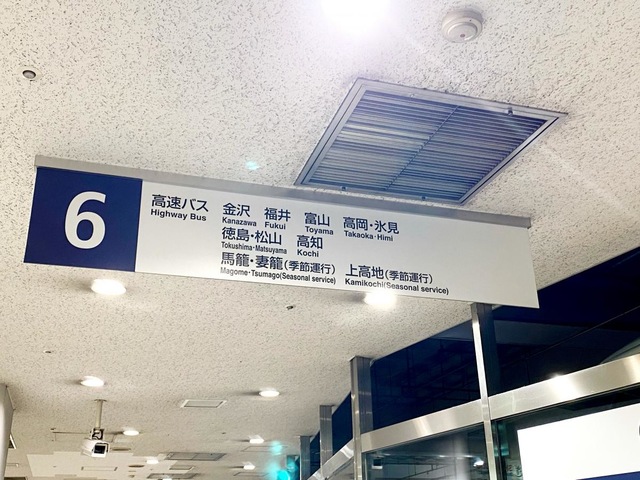 6
高速バス 金沢 福井 富山 高岡・氷見
Highway Bus Kanazawa Fukui Toyama Takaoka・Himi
徳島・松山 高知
Tokushima・Matsuyama Kochi
馬籠・妻籠(季節運行) 上高地(季節運行)
Magome・Tsumago(Seasonal service) Kamikochi(Seasonal service)